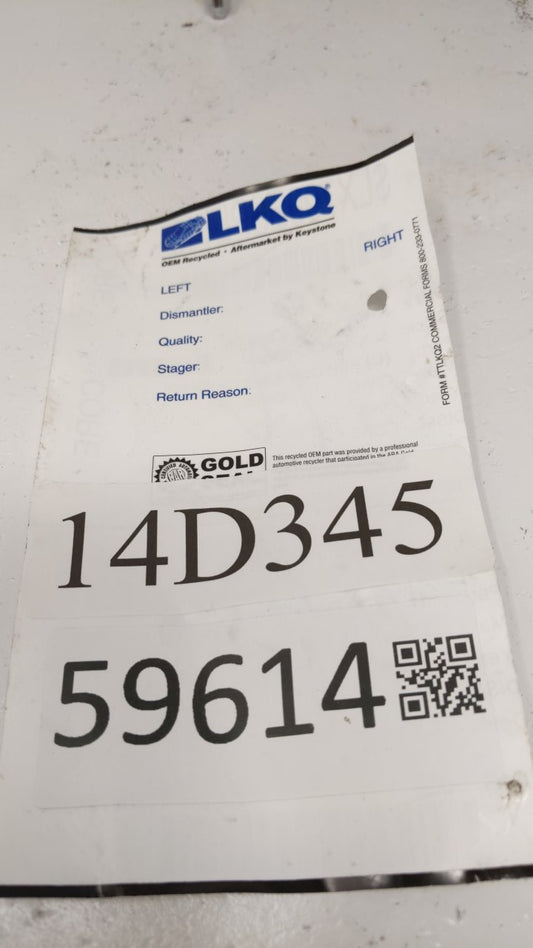 LKQ
OEM Recycled • Aftermarket by Keystone
LEFT
RIGHT
Dismantler:
Quality:
Stager:
Return Reason:
FORM #TTLKQ2 COMMERCIAL FORMS 800-233-0771
GOLD
This recycled OEM part was provided by a professional
automotive recycler that participated in the ARA Gold
14D345
59614